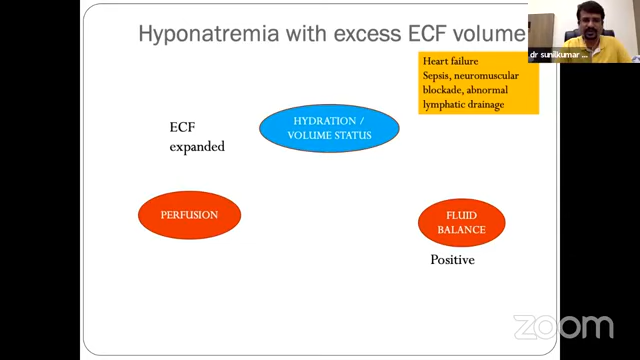 Hyponatremia with excess ECF volume
dr sunilkumar ...
Heart failure
Sepsis, neuromuscular
blockade, abnormal
lymphatic drainage
HYDRATION /
VOLUME STATUS
ECF
expanded
PERFUSION
FLUID
BALANCE
Positive
zoom